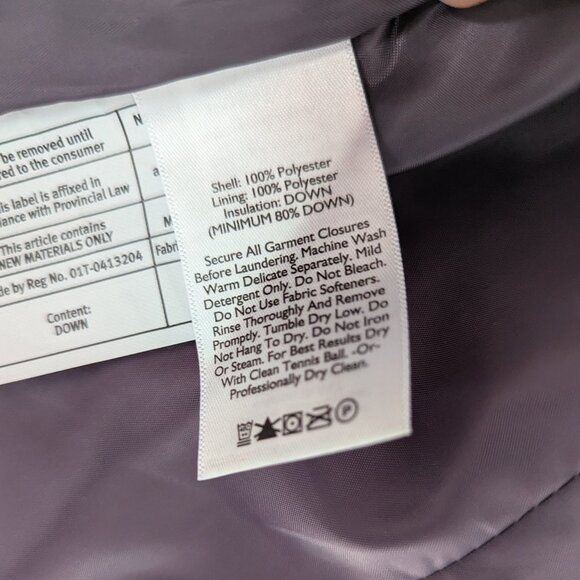 be removed until
red to the consumer
his label is affixed in
iance with Provincial Law
This article contains
NEW MATERIALS ONLY
de by Reg No. 01T-0413204
Fabri
Content:
DOWN
Shell: 100% Polyester
Lining: 100% Polyester
Insulation: DOWN
(MINIMUM 80% DOWN)
Secure All Garment Closures
Before Laundering. Machine Wash
Warm Delicate Separately. Mild
Detergent Only. Do Not Bleach.
Do Not Use Fabric Softeners.
Rinse Thoroughly And Remove
Promptly. Tumble Dry Low. Do
Not Hang To Dry. Do Not Iron
Or Steam. For Best Results Dry
With Clean Tennis Ball. -Or-
Professionally Dry Clean.
P